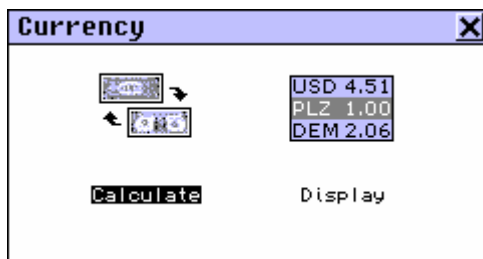 Currency
USD 4.51
PLZ 1.00
DEM 2.06
Calculate
Display